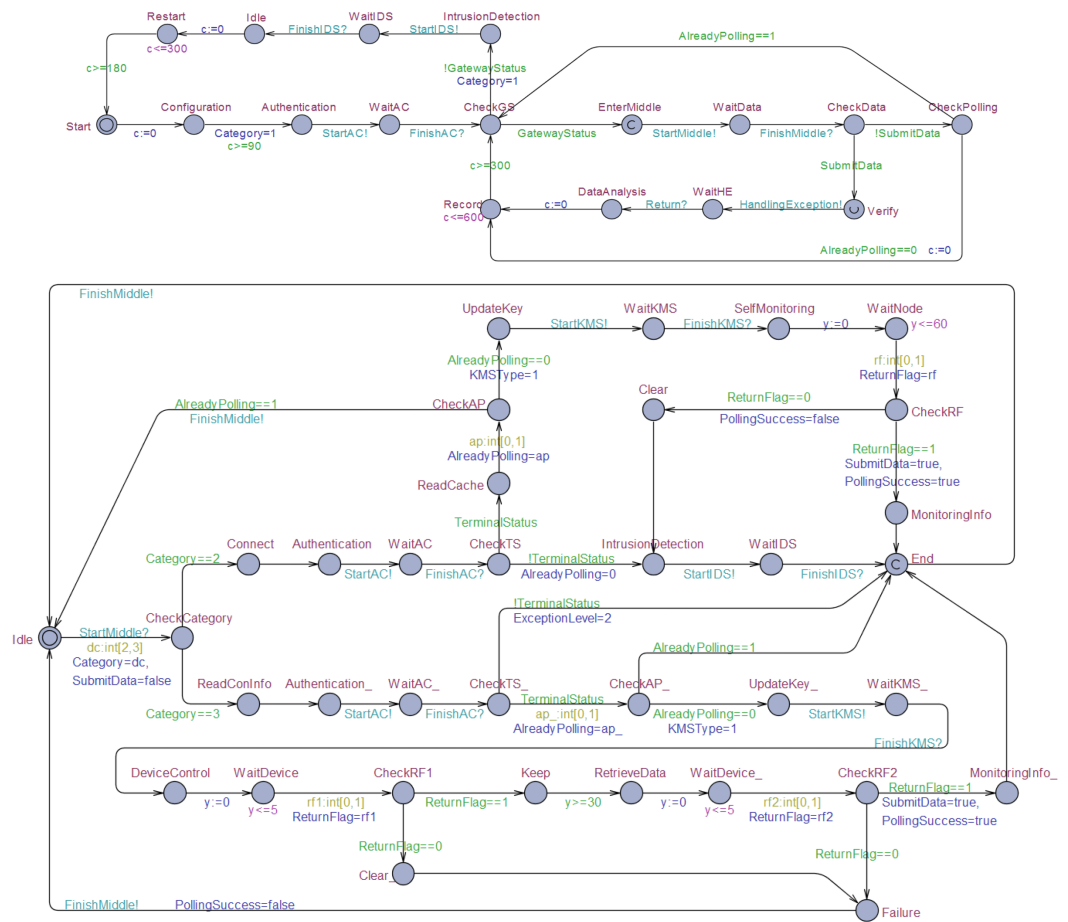 Restart
Idle
WaitIDS
IntrusionDetection
c:=0
FinishIDS?
StartIDS!
c<=300
AlreadyPolling==1
c>=180
!GatewayStatus
Category=1
Configuration
Authentication
WaitAC
CheckGS
EnterMiddle
WaitData
CheckData
CheckPolling
Start
c:=0
Category=1
c>=90
StartAC!
FinishAC?
GatewayStatus
C
StartMiddle!
FinishMiddle?
!SubmitData
c>=300
SubmitData
Record
c<=600
c:=0
DataAnalysis
Return?
WaitHE
HandlingException!
Verify
AlreadyPolling==0
c:=0
FinishMiddle!
UpdateKey
WaitKMS
SelfMonitoring
WaitNode
StartKMS!
FinishKMS?
y:=0
y<=60
AlreadyPolling==0
KMSType=1
rf:int[0,1]
ReturnFlag=rf
Clear
AlreadyPolling==1
FinishMiddle!
CheckAP
ReturnFlag==0
PollingSuccess=false
CheckRF
ap:int[0,1]
AlreadyPolling=ap
ReturnFlag==1
SubmitData=true,
PollingSuccess=true
ReadCache
TerminalStatus
MonitoringInfo
Category==2
Connect
Authentication
WaitAC
CheckTS
IntrusionDetection
WaitIDS
End
StartAC!
FinishAC?
!TerminalStatus
AlreadyPolling=0
StartIDS!
FinishIDS?
C
!TerminalStatus
ExceptionLevel=2
CheckCategory
Idle
StartMiddle?
dc:int[2,3]
Category=dc,
SubmitData=false
AlreadyPolling==1
ReadConInfo
Authentication_
WaitAC_
CheckTS_
CheckAP_
UpdateKey_
WaitKMS_
Category==3
StartAC!
FinishAC?
TerminalStatus
ap_:int[0,1]
AlreadyPolling=ap_
AlreadyPolling==0
KMSType=1
StartKMS!
FinishKMS?
DeviceControl
WaitDevice
CheckRF1
Keep
RetrieveData
WaitDevice_
CheckRF2
MonitoringInfo_
y:=0
y<=5
rf1:int[0,1]
ReturnFlag=rf1
ReturnFlag==1
y>=30
y:=0
y<=5
rf2:int[0,1]
ReturnFlag=rf2
ReturnFlag==1
SubmitData=true,
PollingSuccess=true
ReturnFlag==0
ReturnFlag==0
Clear_
FinishMiddle!
PollingSuccess=false
Failure